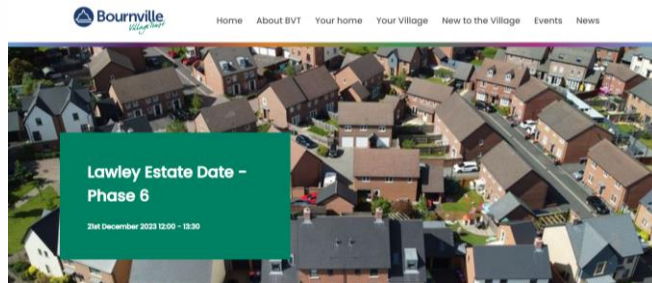 Bournville
Village Trust
Home About BVT Your home Your Village New to the Village Events News
Lawley Estate Date -
Phase 6
21st December 2023 12:00 - 13:30